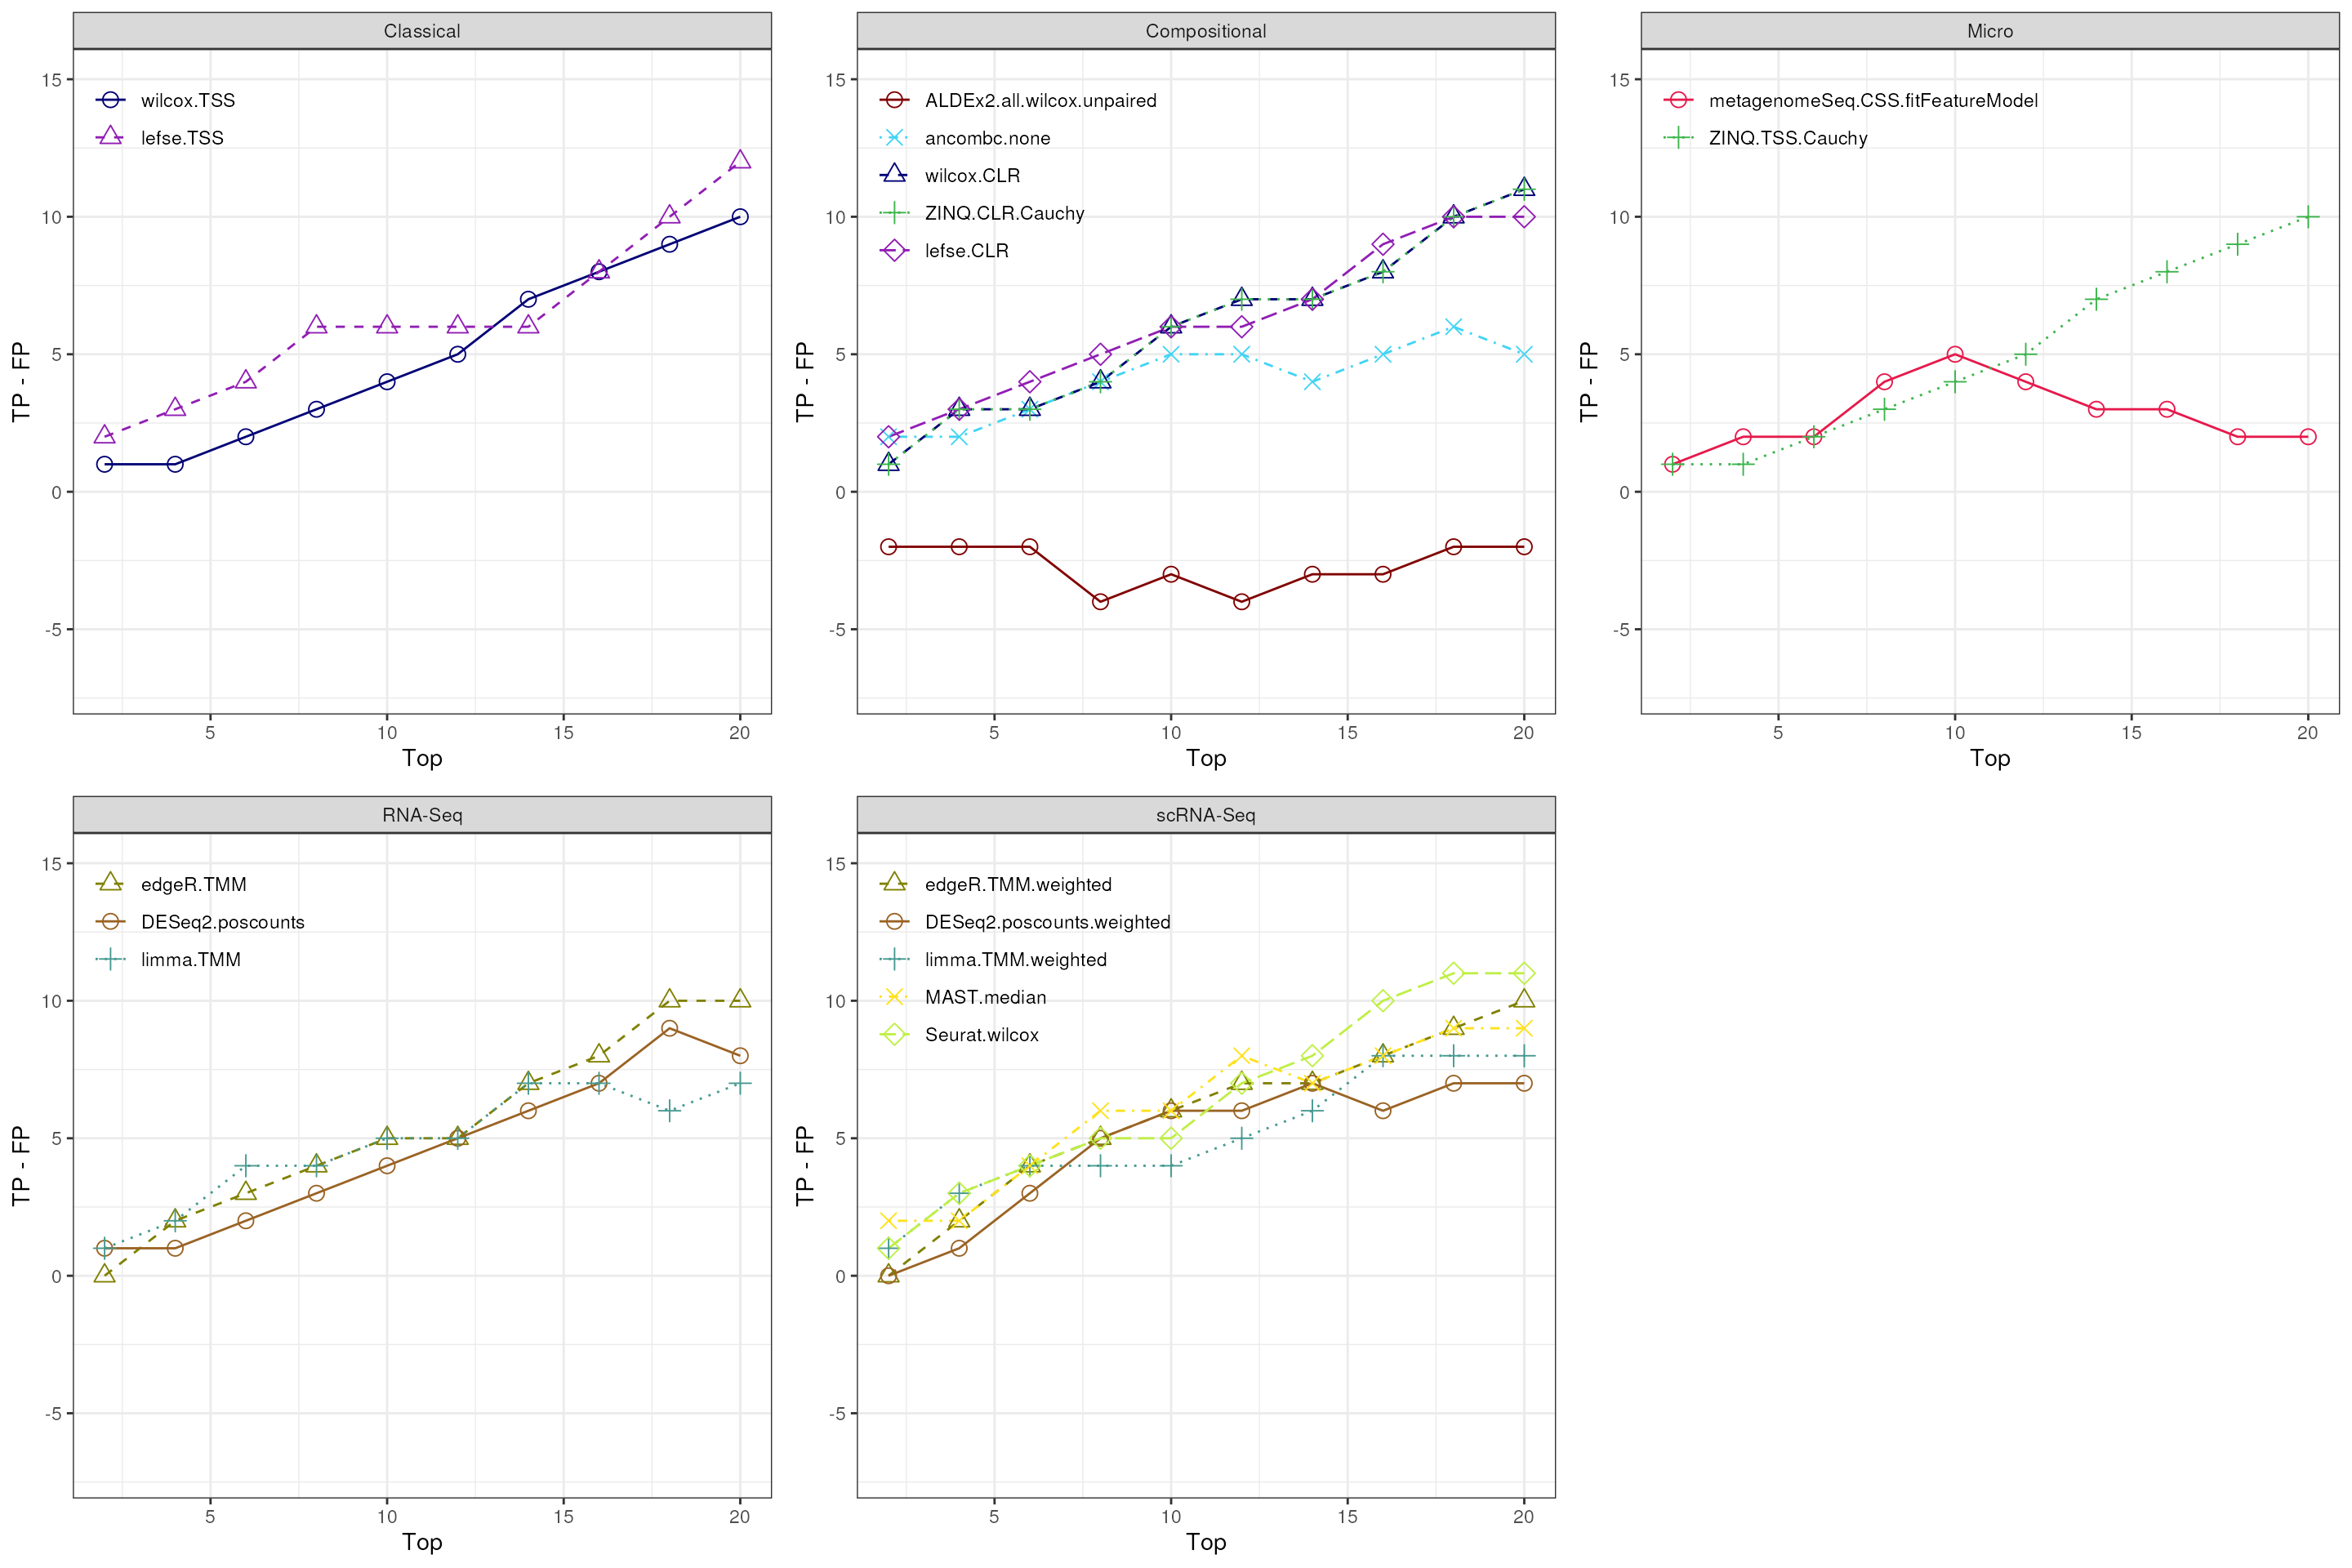 Classical
15
10
5
0
-5
TP - FP
wilcox.TSS
lefse.TSS
5 10 15 20
Top
Compositional
15
10
5
0
-5
TP - FP
ALDEx2.all.wilcox.unpaired
ancombc.none
wilcox.CLR
ZINQ.CLR.Cauchy
lefse.CLR
5 10 15 20
Top
Micro
15
10
5
0
-5
TP - FP
metagenomeSeq.CSS.fitFeatureModel
ZINQ.TSS.Cauchy
5 10 15 20
Top
RNA-Seq
15
10
5
0
-5
TP - FP
edgeR.TMM
DESeq2.poscounts
limma.TMM
5 10 15 20
Top
scRNA-Seq
15
10
5
0
-5
TP - FP
edgeR.TMM.weighted
DESeq2.poscounts.weighted
limma.TMM.weighted
MAST.median
Seurat.wilcox
5 10 15 20
Top